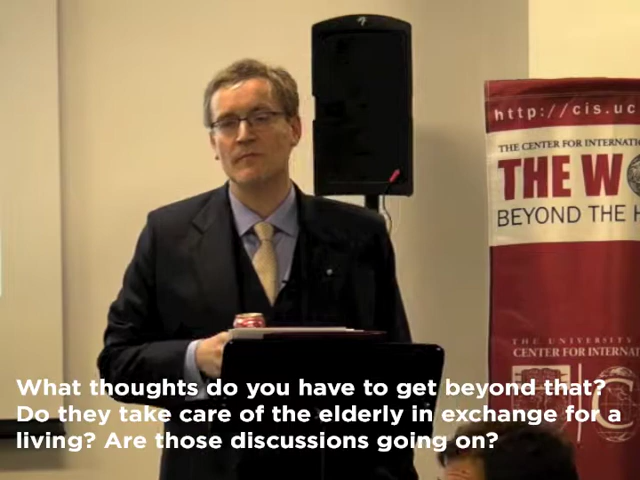 http://cis.uc
THE CENTER FOR INTERNATIO
THE W
BEYOND THE H
THE UNIVERSITY
CENTER FOR INTERNAT
What thoughts do you have to get beyond that?
Do they take care of the elderly in exchange for a
living? Are those discussions going on?